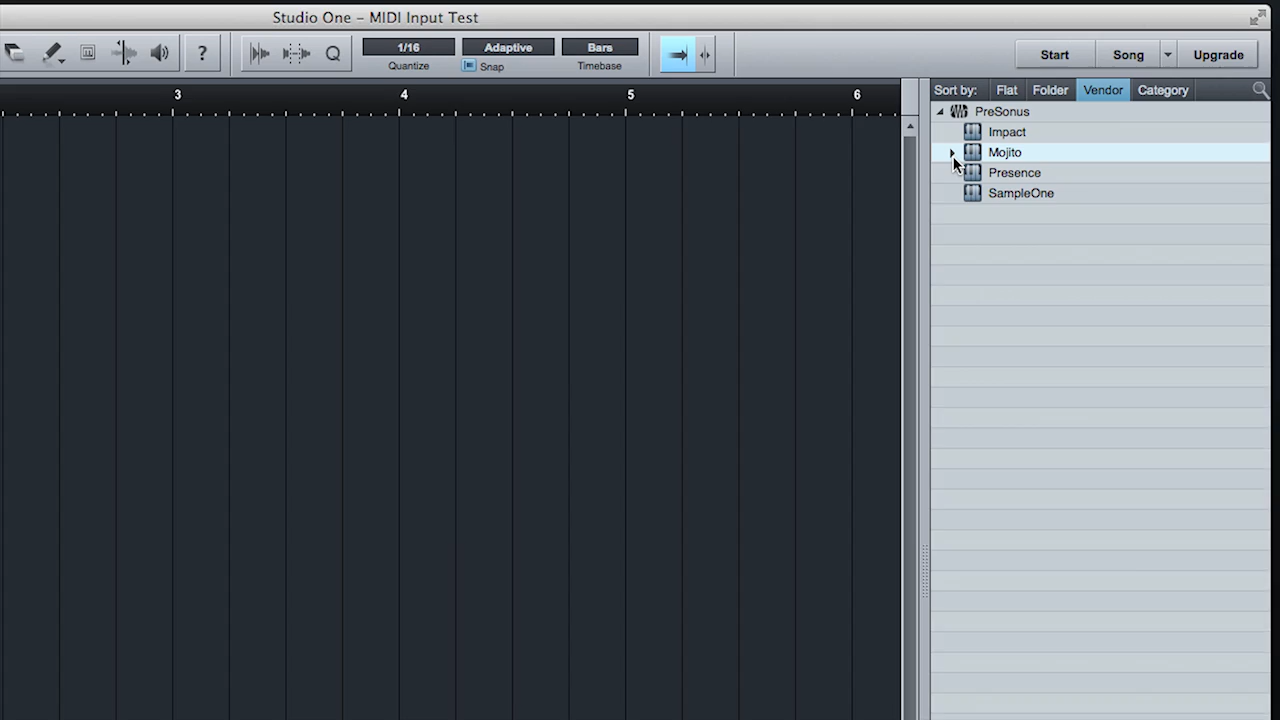 Studio One – MIDI Input Test
? Q 1/16 Adaptive Bars Start Song Upgrade
Quantize Snap Timebase
Sort by: Flat Folder Vendor Category
3 4 5 6
PreSonus
Impact
Mojito
Presence
SampleOne